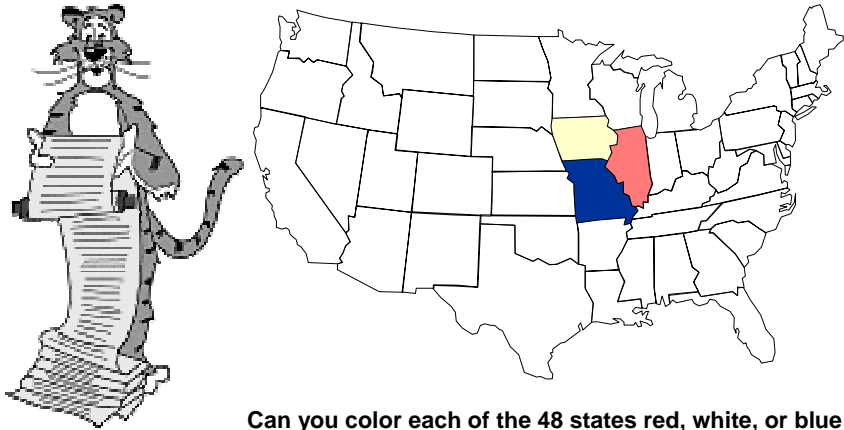 Can you color each of the 48 states red, white, or blue